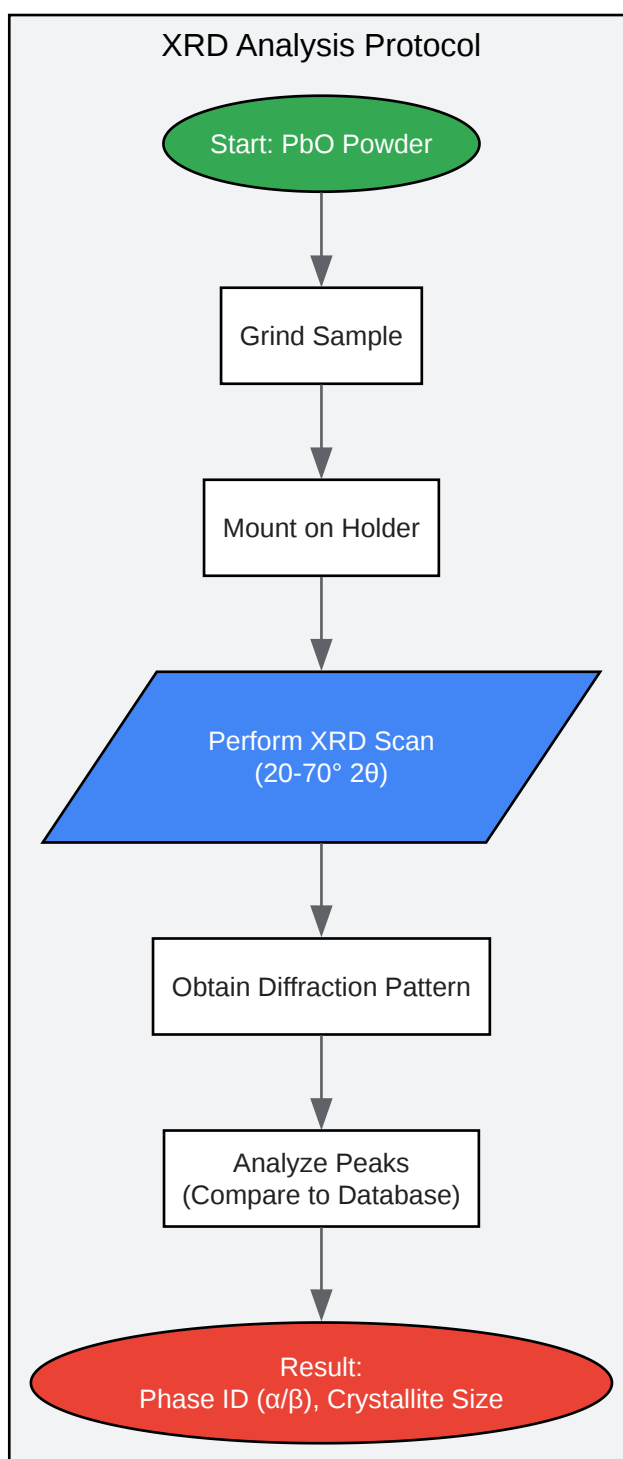 XRD Analysis Protocol
Start: PbO Powder
Grind Sample
Mount on Holder
Perform XRD Scan
(20-70° 2θ)
Obtain Diffraction Pattern
Analyze Peaks
(Compare to Database)
Result:
Phase ID (α/β), Crystallite Size